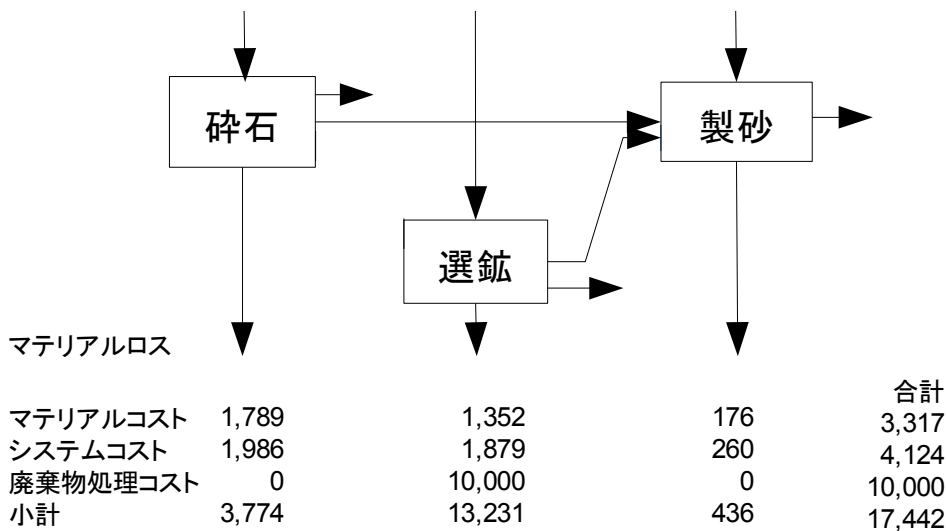 砕石
製砂
選鉱
マテリアルロス
合計
マテリアルコスト 1,789 1,352 176 3,317
システムコスト 1,986 1,879 260 4,124
廃棄物処理コスト 0 10,000 0 10,000
小計 3,774 13,231 436 17,442